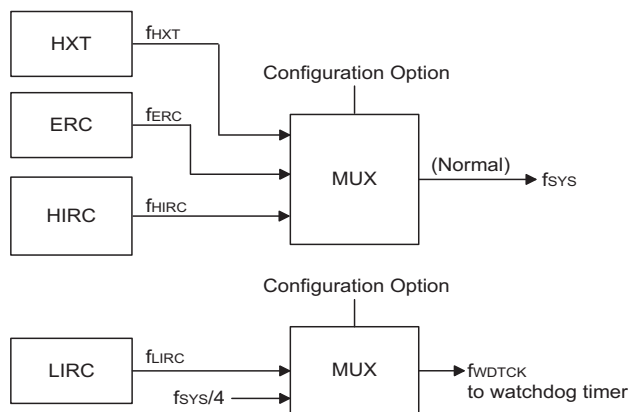 HXT
fHXT
Configuration Option
ERC
fERC
MUX
(Normal)
fSYS
HIRC
fHIRC
Configuration Option
LIRC
fLIRC
MUX
fWDTCK
to watchdog timer
fSYS/4